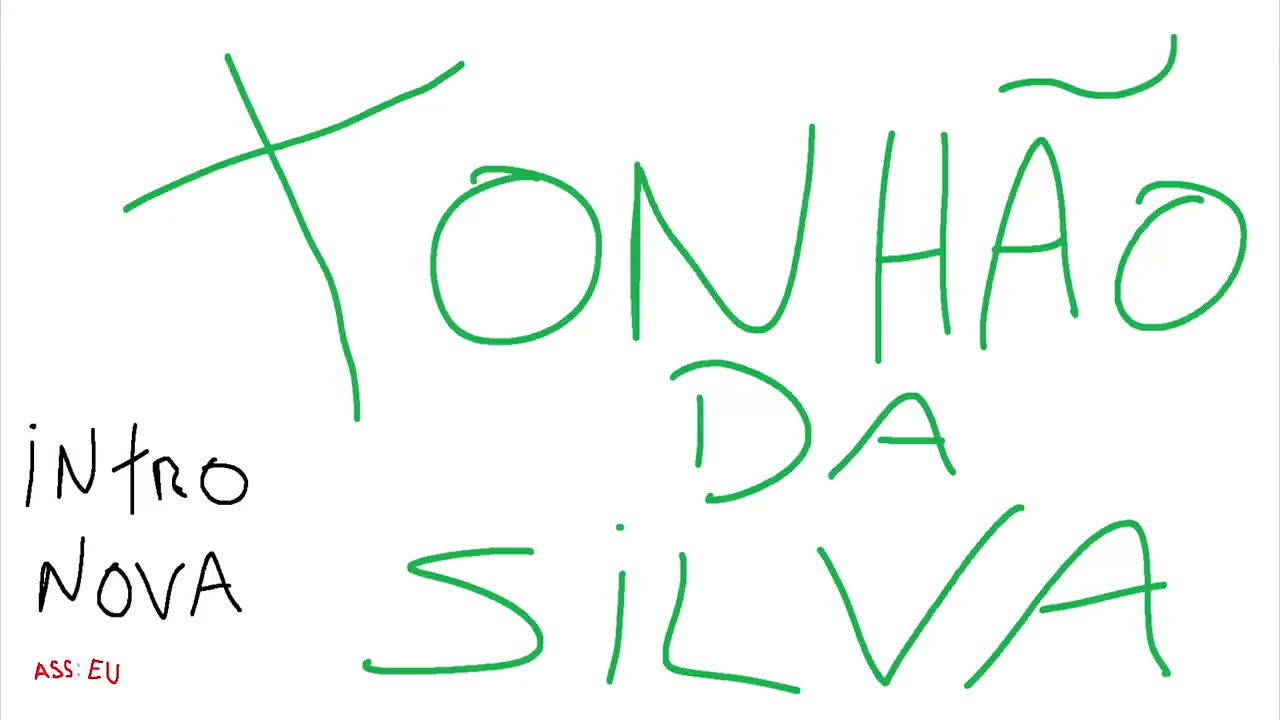 TONHÃO
DA
SiLVA
iNTRO
NOVA
ASS: EU